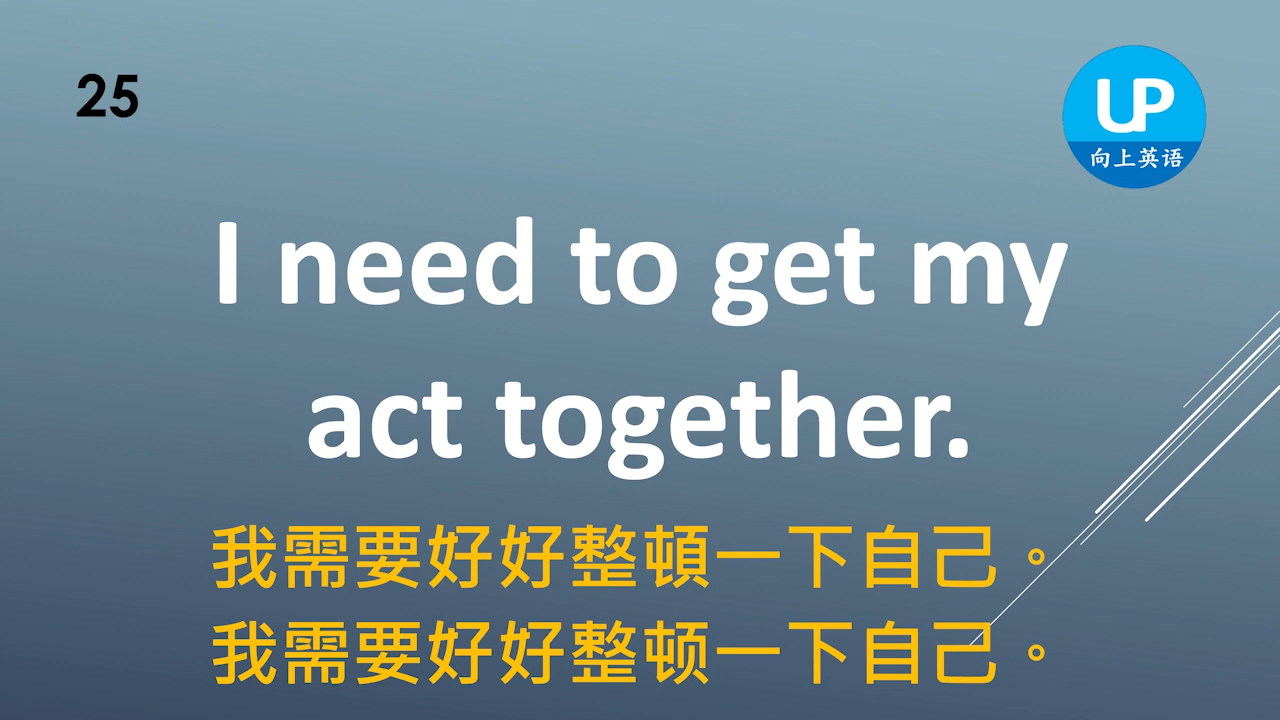 25
UP
向上英语
I need to get my
act together.
我需要好好整頓一下自己。
我需要好好整顿一下自己。